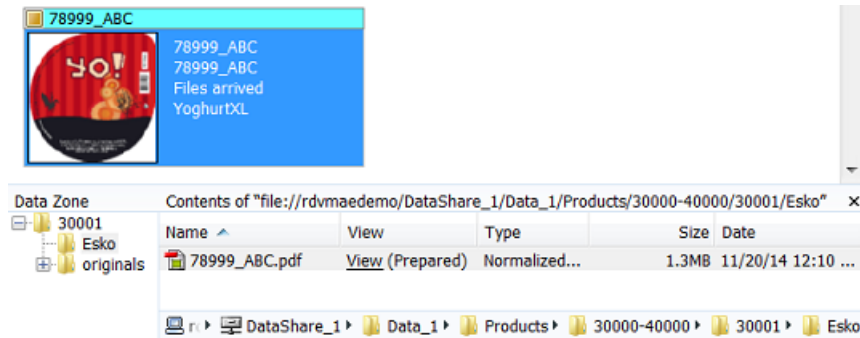 78999_ABC
YO!
78999_ABC
78999_ABC
Files arrived
YoghurtXL
Data Zone
Contents of "file://rdvmaedemo/DataShare_1/Data_1/Products/30000-40000/30001/Esko"
30001
Esko
originals
Name View Type Size Date
78999_ABC.pdf View (Prepared) Normalized... 1.3MB 11/20/14 12:10 ...
DataShare_1 Data_1 Products 30000-40000 30001 Esko